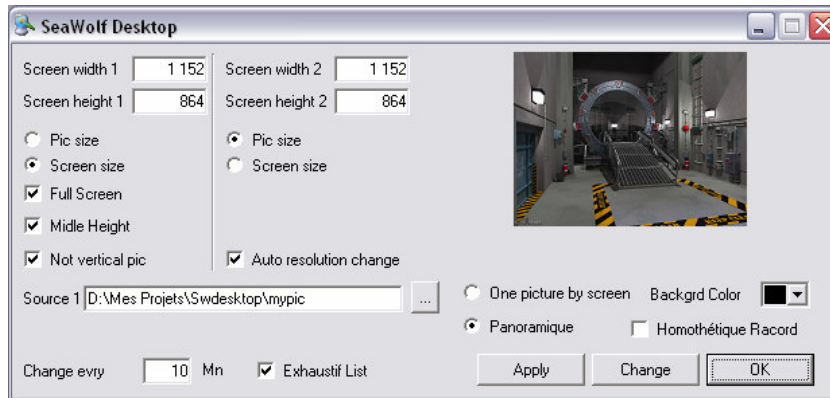 SeaWolf Desktop
Screen width 1 1 152 Screen width 2 1 152
Screen height 1 864 Screen height 2 864
Pic size Pic size
Screen size Screen size
Full Screen
Midle Height
Not vertical pic Auto resolution change
Source 1 D:\Mes Projets\Swdesktop\mypic ... One picture by screen Backgrd Color
Panoramique Homothétique Racord
Change evry 10 Mn Exhaustif List Apply Change OK